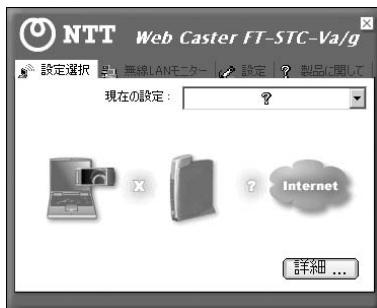 NTT Web Caster FT-STC-Va/g
設定選択 無線LANモニター 設定 ? 製品に関して
現在の設定： ?
X ? Internet
詳細 ...